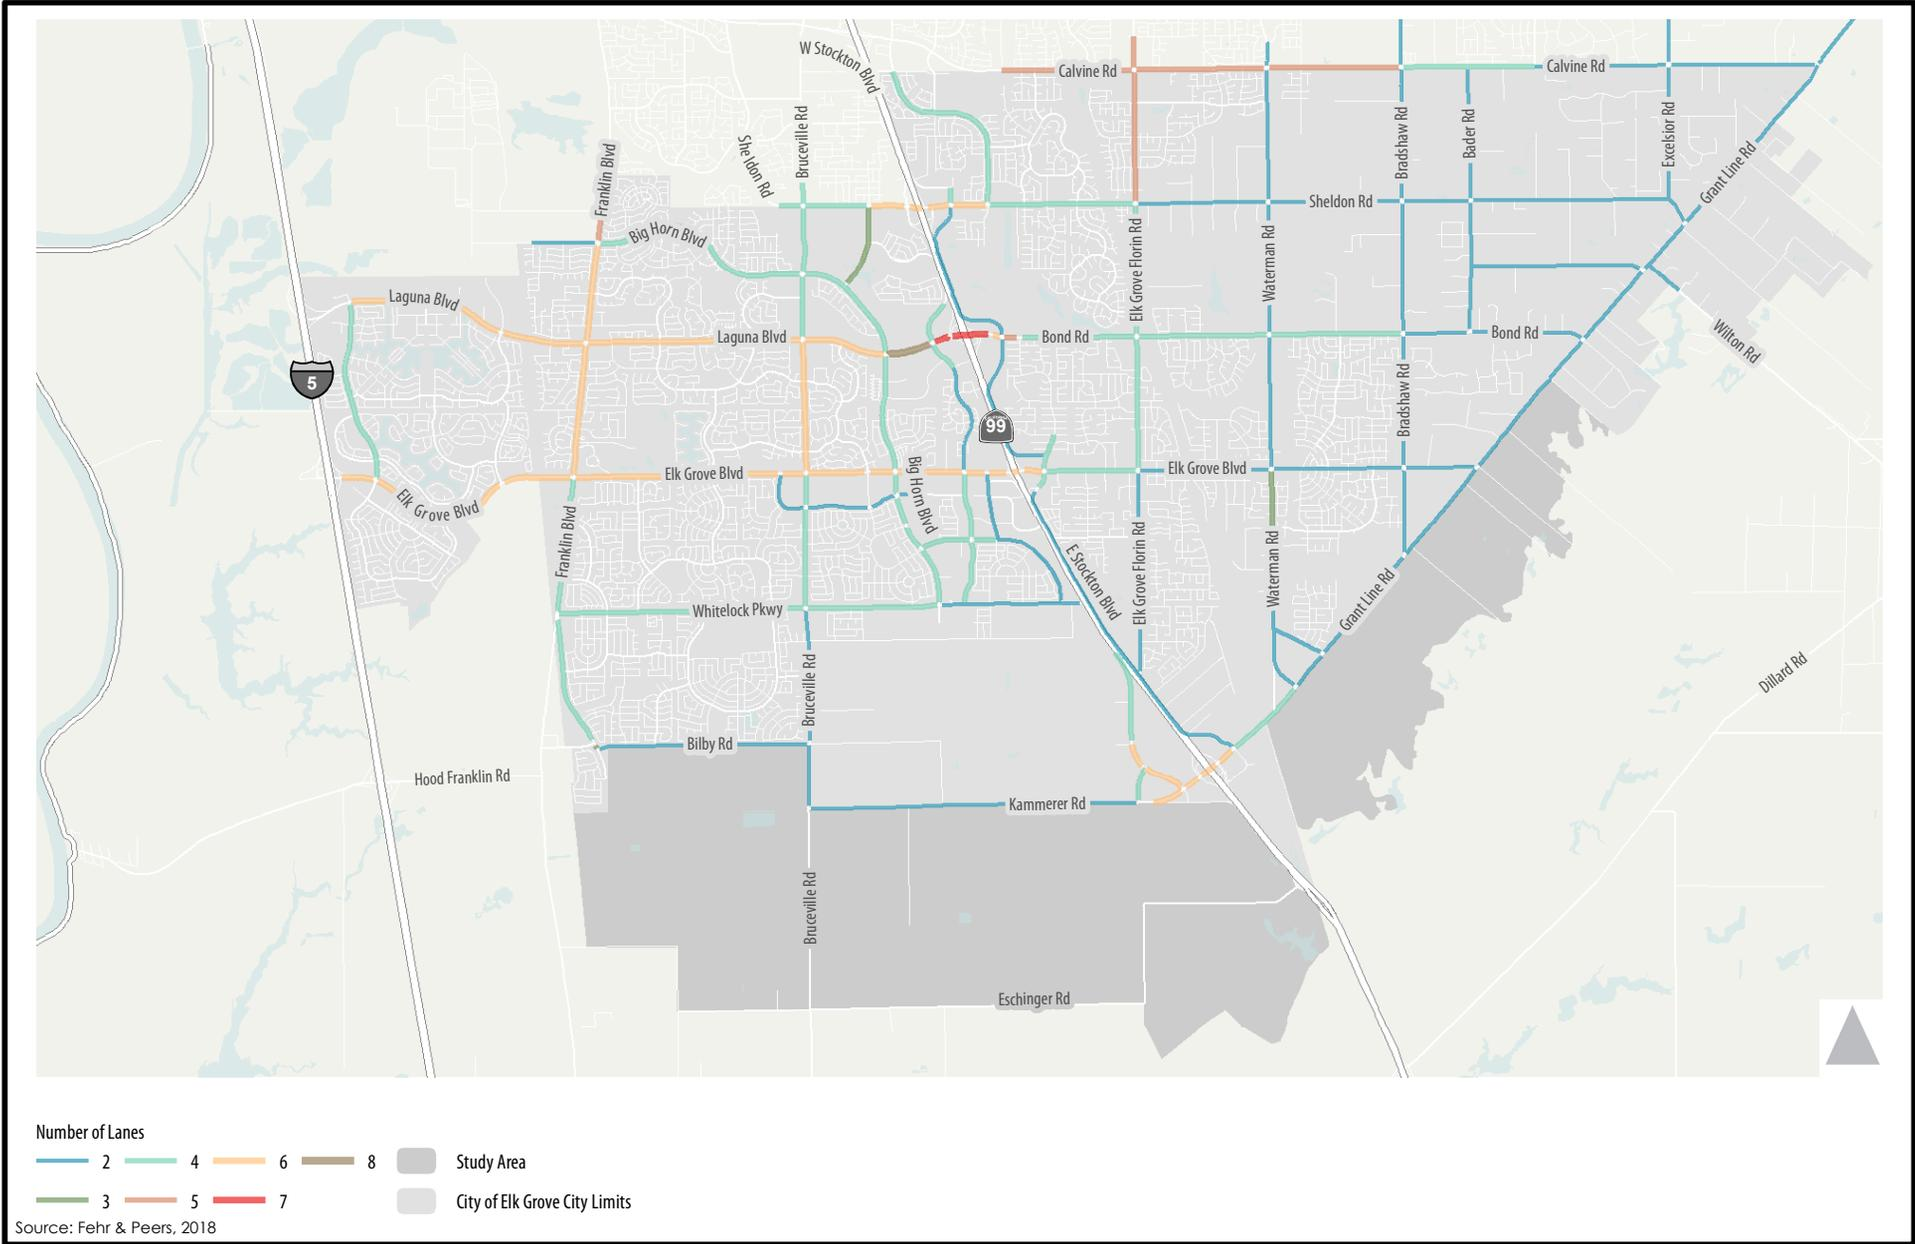 W Stockton Blvd
Calvine Rd
Calvine Rd
Franklin Blvd
Sheldon Rd
Bruceville Rd
Bradshaw Rd
Bader Rd
Excelsior Rd
Grant Line Rd
Big Horn Blvd
Sheldon Rd
Elk Grove Florin Rd
Waterman Rd
Laguna Blvd
Laguna Blvd
Bond Rd
Bond Rd
Wilton Rd
5
99
Bradshaw Rd
Elk Grove Blvd
Elk Grove Blvd
Elk Grove Blvd
Big Horn Blvd
Franklin Blvd
E Stockton Blvd
Elk Grove Florin Rd
Waterman Rd
Grant Line Rd
Whitelock Pkwy
Bruceville Rd
Dillard Rd
Bilby Rd
Hood Franklin Rd
Kammerer Rd
Bruceville Rd
Eschinger Rd
Number of Lanes
2 4 6 8 Study Area
3 5 7 City of Elk Grove City Limits
Source: Fehr & Peers, 2018